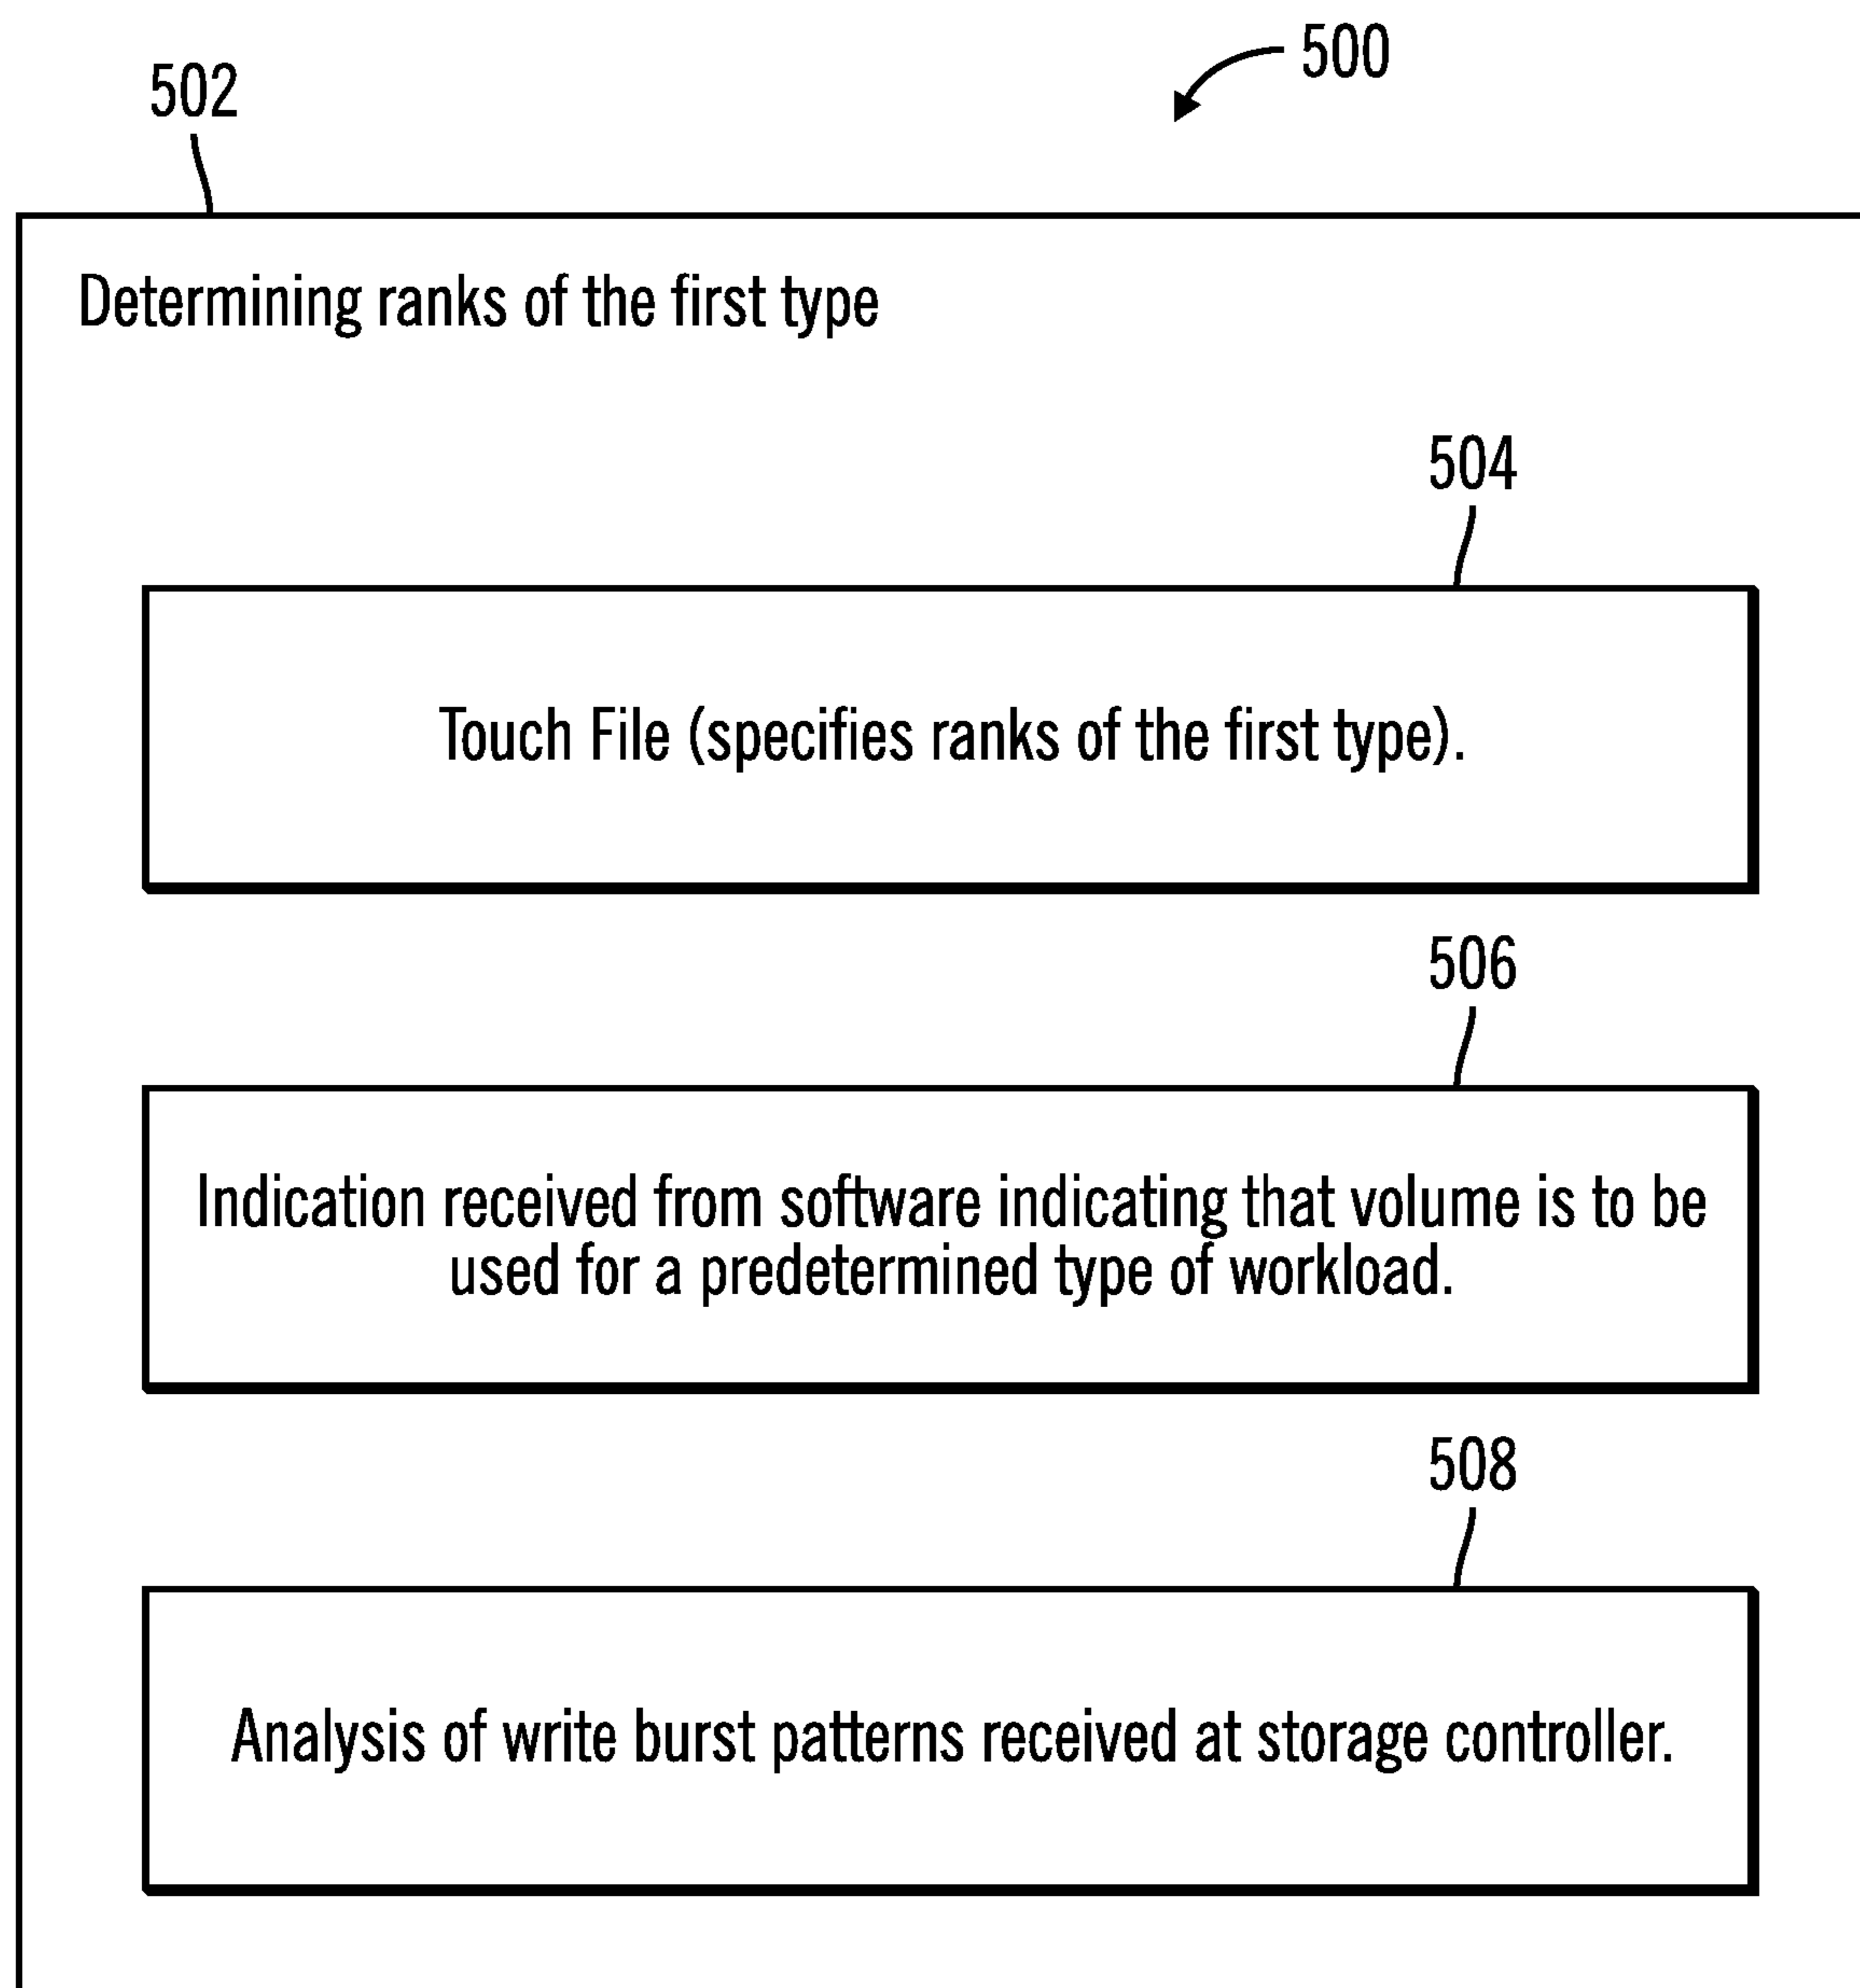 500
502
Determining ranks of the first type
504
Touch File (specifies ranks of the first type).
506
Indication received from software indicating that volume is to be
used for a predetermined type of workload.
508
Analysis of write burst patterns received at storage controller.